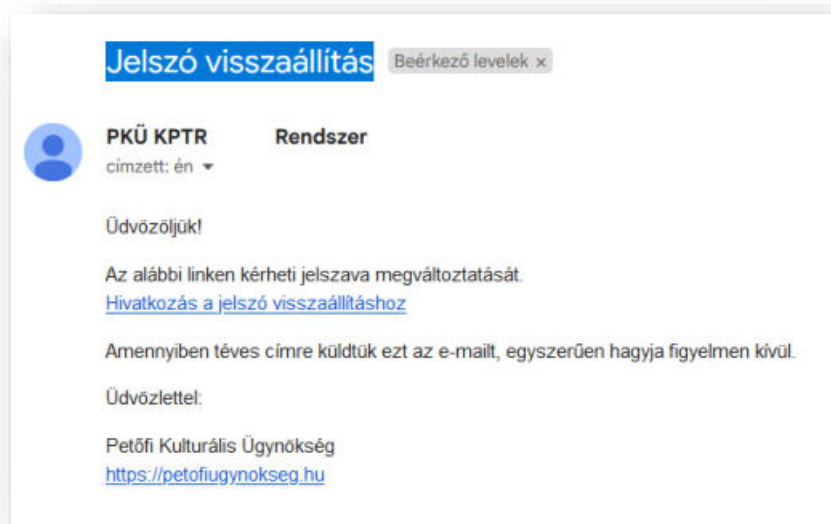 Jelszó visszaállítás Beérkező levelek ×
PKÜ KPTR Rendszer
címzett: én
Üdvözöljük!
Az alábbi linken kérheti jelszava megváltoztatását.
Hivatkozás a jelszó visszaállításhoz
Amennyiben téves címre küldtük ezt az e-mailt, egyszerűen hagyja figyelmen kívül.
Üdvözlettel:
Petőfi Kulturális Ügynökség
https://petofiugynokseg.hu